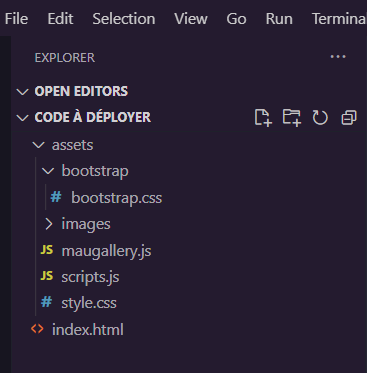 File Edit Selection View Go Run Terminal
EXPLORER
OPEN EDITORS
CODE À DÉPLOYER
assets
bootstrap
# bootstrap.css
images
JS maugallery.js
JS scripts.js
# style.css
<> index.html